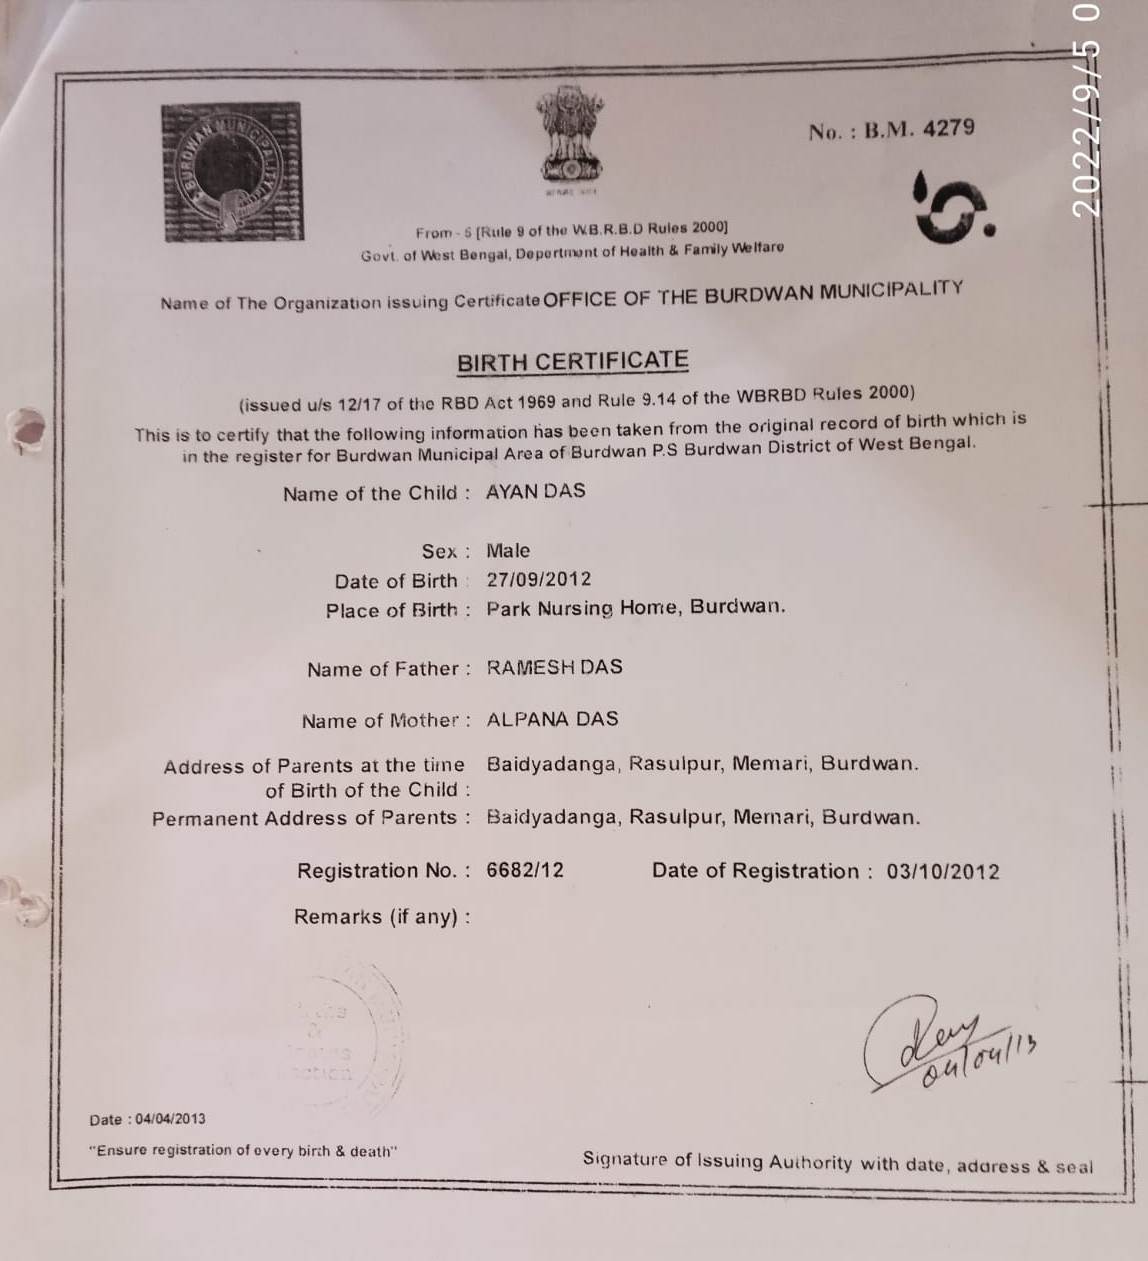 2022/9/5 0
BURDWAN MUNICIPALITY
No. : B.M. 4279
From - 5 [Rule 9 of the W.B.R.B.D Rules 2000]
Govt. of West Bengal, Depertment of Health & Family Welfare
Name of The Organization issuing Certificate OFFICE OF THE BURDWAN MUNICIPALITY
BIRTH CERTIFICATE
(issued u/s 12/17 of the RBD Act 1969 and Rule 9.14 of the WBRBD Rules 2000)
This is to certify that the following information has been taken from the original record of birth which is
in the register for Burdwan Municipal Area of Burdwan P.S Burdwan District of West Bengal.
Name of the Child : AYAN DAS
Sex : Male
Date of Birth : 27/09/2012
Place of Birth : Park Nursing Home, Burdwan.
Name of Father : RAMESH DAS
Name of Mother : ALPANA DAS
Address of Parents at the time Baidyadanga, Rasulpur, Memari, Burdwan.
of Birth of the Child :
Permanent Address of Parents : Baidyadanga, Rasulpur, Memari, Burdwan.
Registration No. : 6682/12 Date of Registration : 03/10/2012
Remarks (if any) :
04/04/13
Date : 04/04/2013
"Ensure registration of every birth & death"
Signature of Issuing Authority with date, address & seal